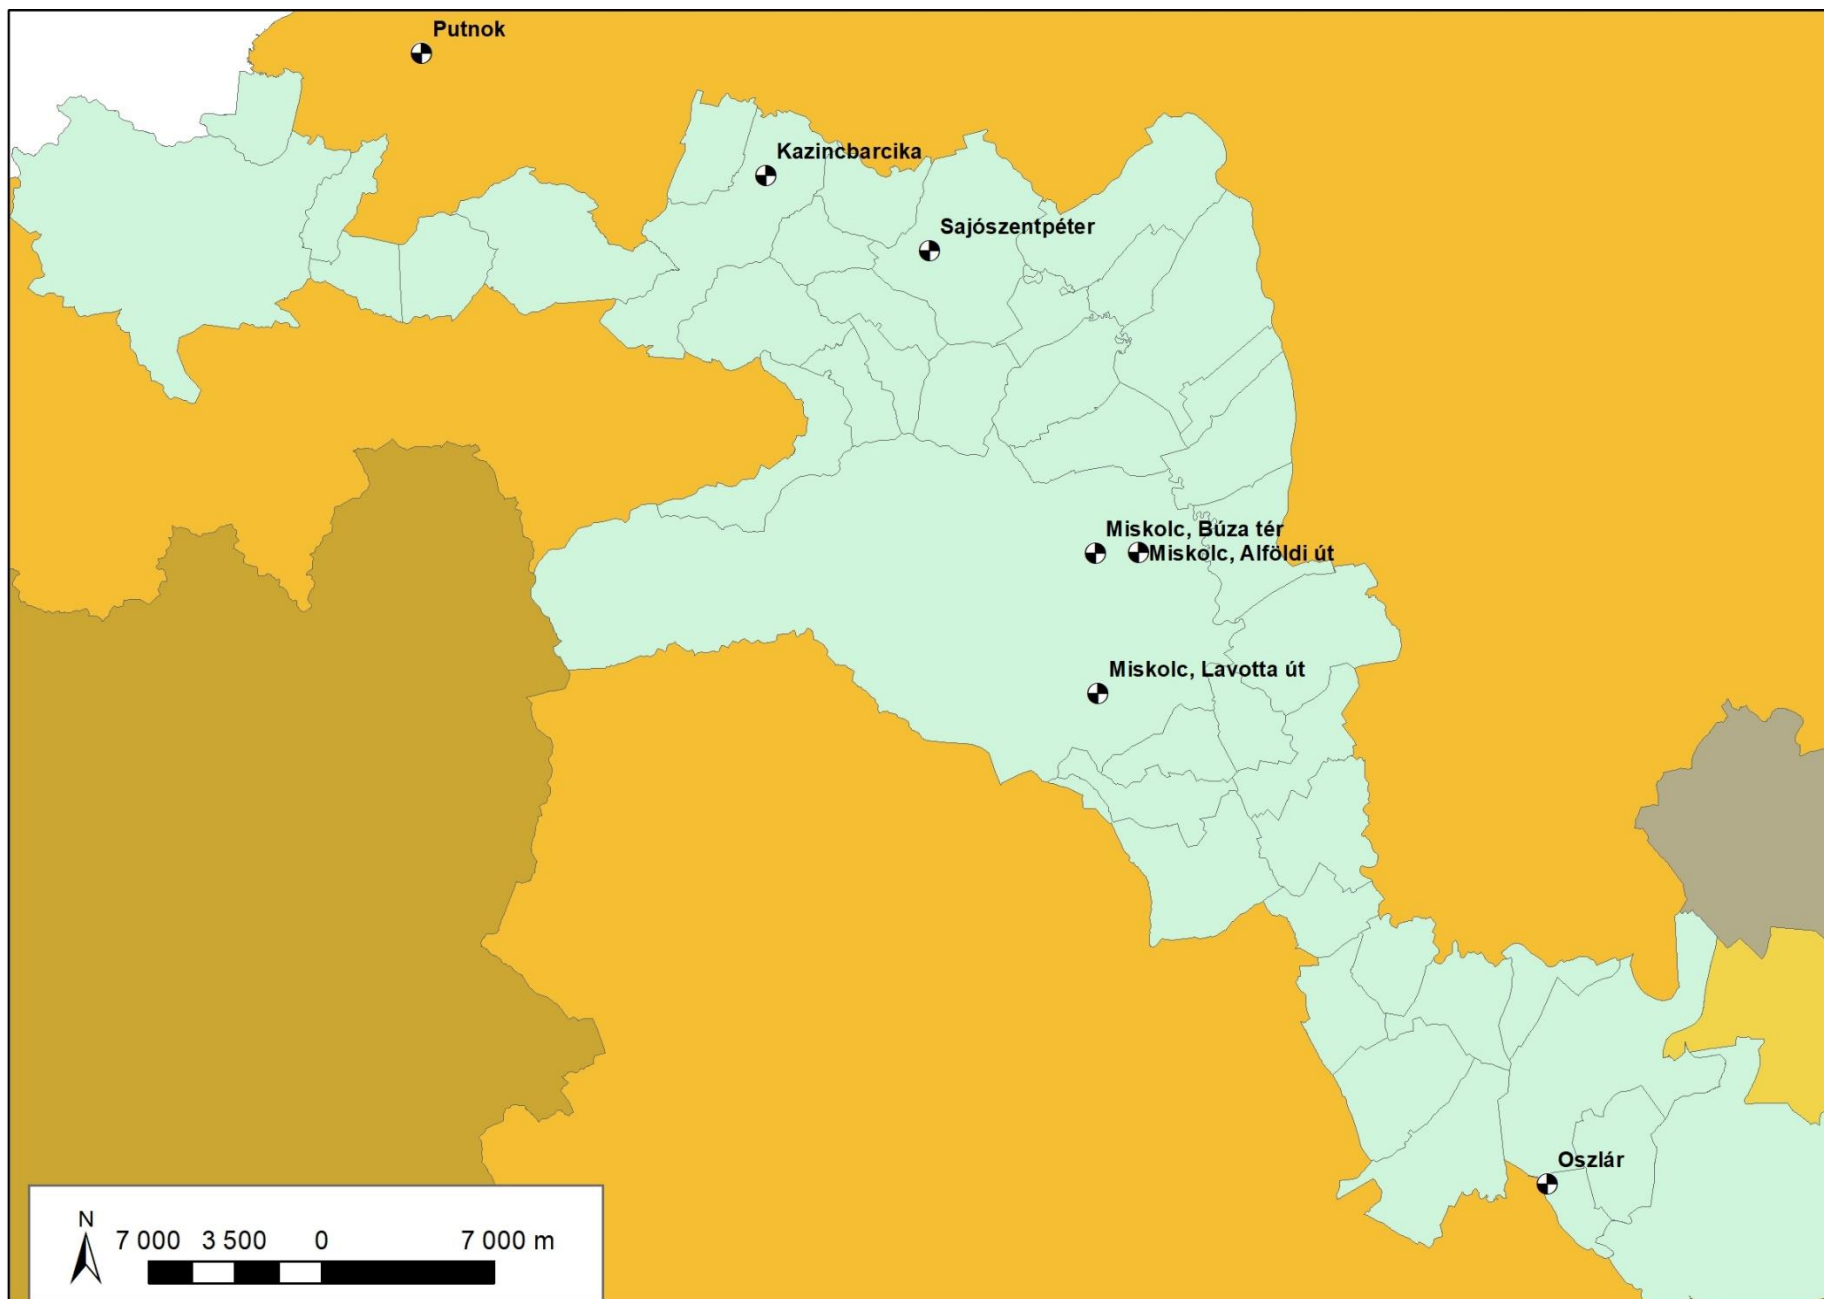 Putnok
Kazincbarcika
Sajószentpéter
Miskolc, Búza tér
Miskolc, Alföldi út
Miskolc, Lavotta út
Oszlár
N
7 000 3 500 0 7 000 m